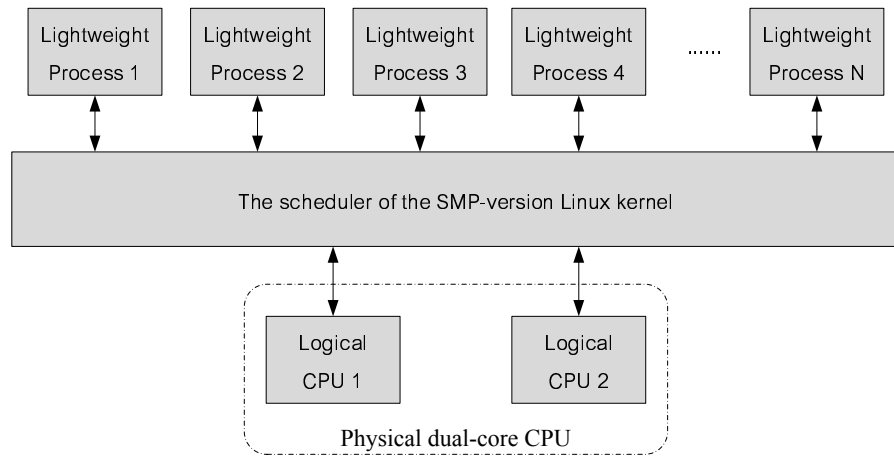 Lightweight
Process 1
Lightweight
Process 2
Lightweight
Process 3
Lightweight
Process 4
......
Lightweight
Process N
The scheduler of the SMP-version Linux kernel
Logical
CPU 1
Logical
CPU 2
Physical dual-core CPU